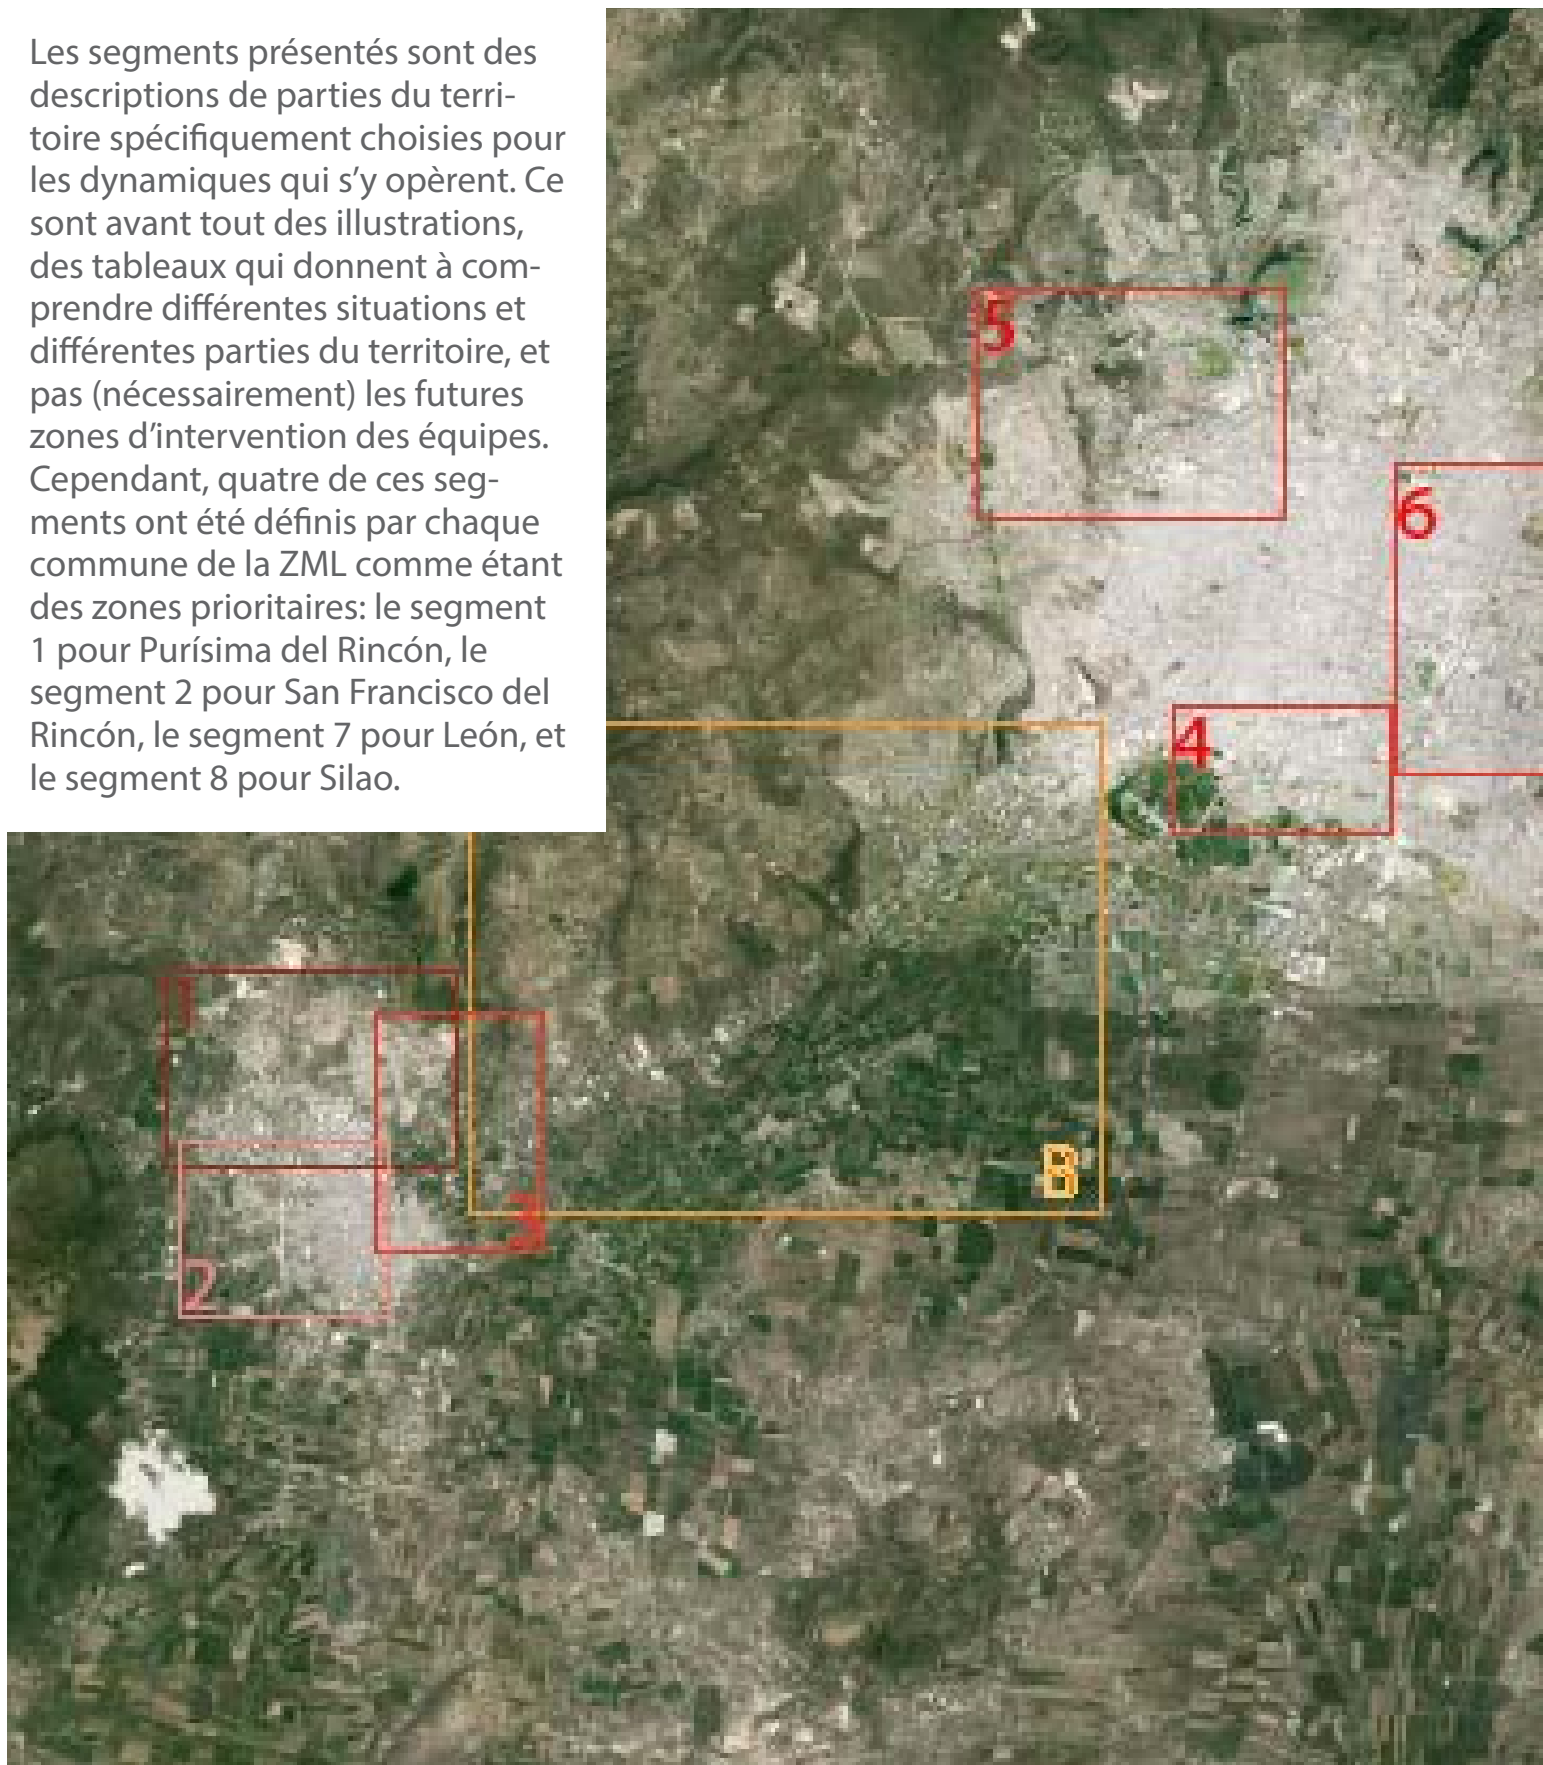 Les segments présentés sont des
descriptions de parties du terri-
toire spécifiquement choisies pour
les dynamiques qui s’y opèrent. Ce
sont avant tout des illustrations,
des tableaux qui donnent à com-
prendre différentes situations et
différentes parties du territoire, et
pas (nécessairement) les futures
zones d’intervention des équipes.
Cependant, quatre de ces seg-
ments ont été définis par chaque
commune de la ZML comme étant
des zones prioritaires: le segment
1 pour Purísima del Rincón, le
segment 2 pour San Francisco del
Rincón, le segment 7 pour León, et
le segment 8 pour Silao.
5
6
4
1
8
3
2